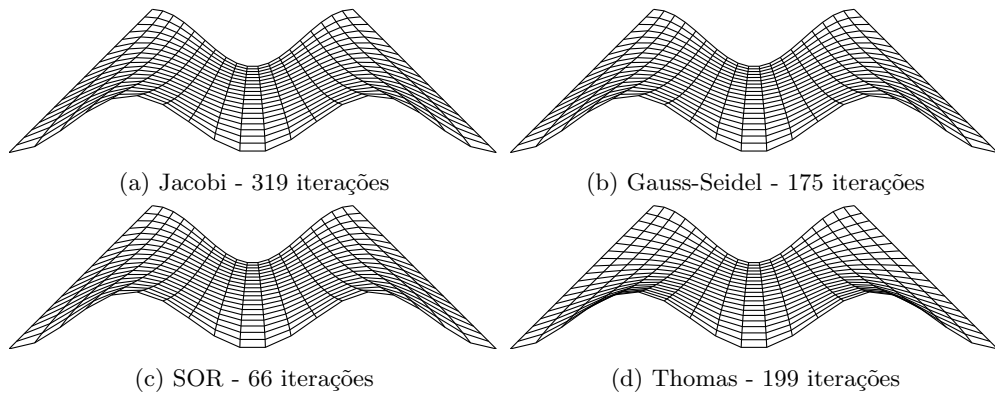 (a) Jacobi - 319 iterações
(b) Gauss-Seidel - 175 iterações
(c) SOR - 66 iterações
(d) Thomas - 199 iterações